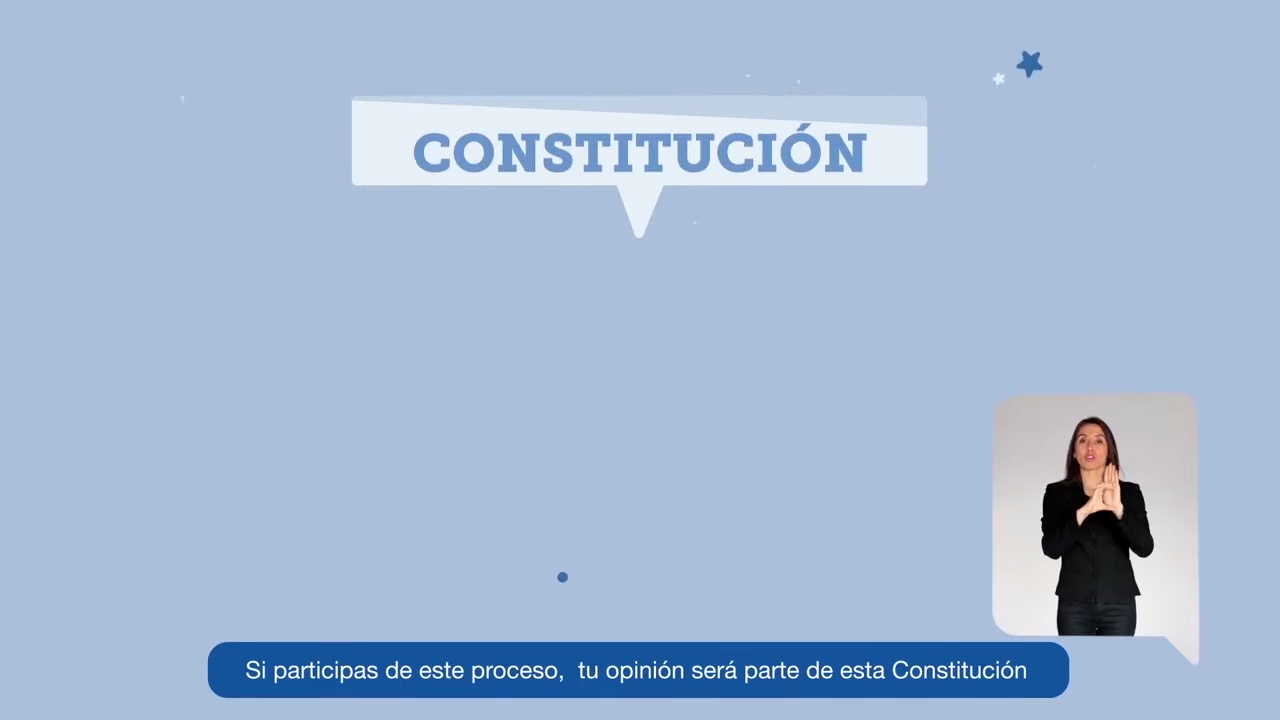 CONSTITUCIÓN
Si participas de este proceso, tu opinión será parte de esta Constitución